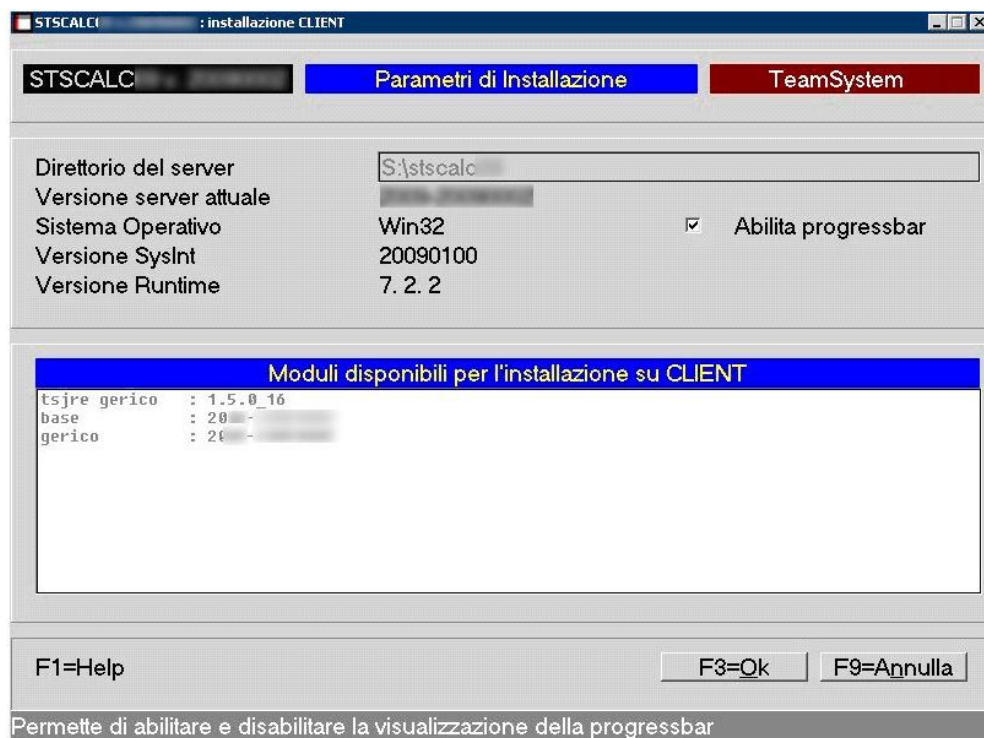 STSCALC( : installazione CLIENT
STSCALC Parametri di Installazione TeamSystem
Direttorio del server S:\stscalc
Versione server attuale
Sistema Operativo Win32 Abilita progressbar
Versione SysInt 20090100
Versione Runtime 7. 2. 2
Moduli disponibili per l'installazione su CLIENT
tsjre gerico : 1.5.0_16
base : 20
gerico : 2
F1=Help F3=Ok F9=Annulla
Permette di abilitare e disabilitare la visualizzazione della progressbar